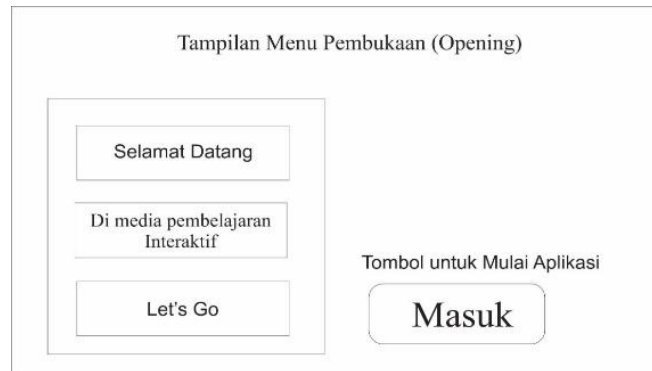 Tampilan Menu Pembukaan (Opening)
Selamat Datang
Di media pembelajaran
Interaktif
Let's Go
Tombol untuk Mulai Aplikasi
Masuk